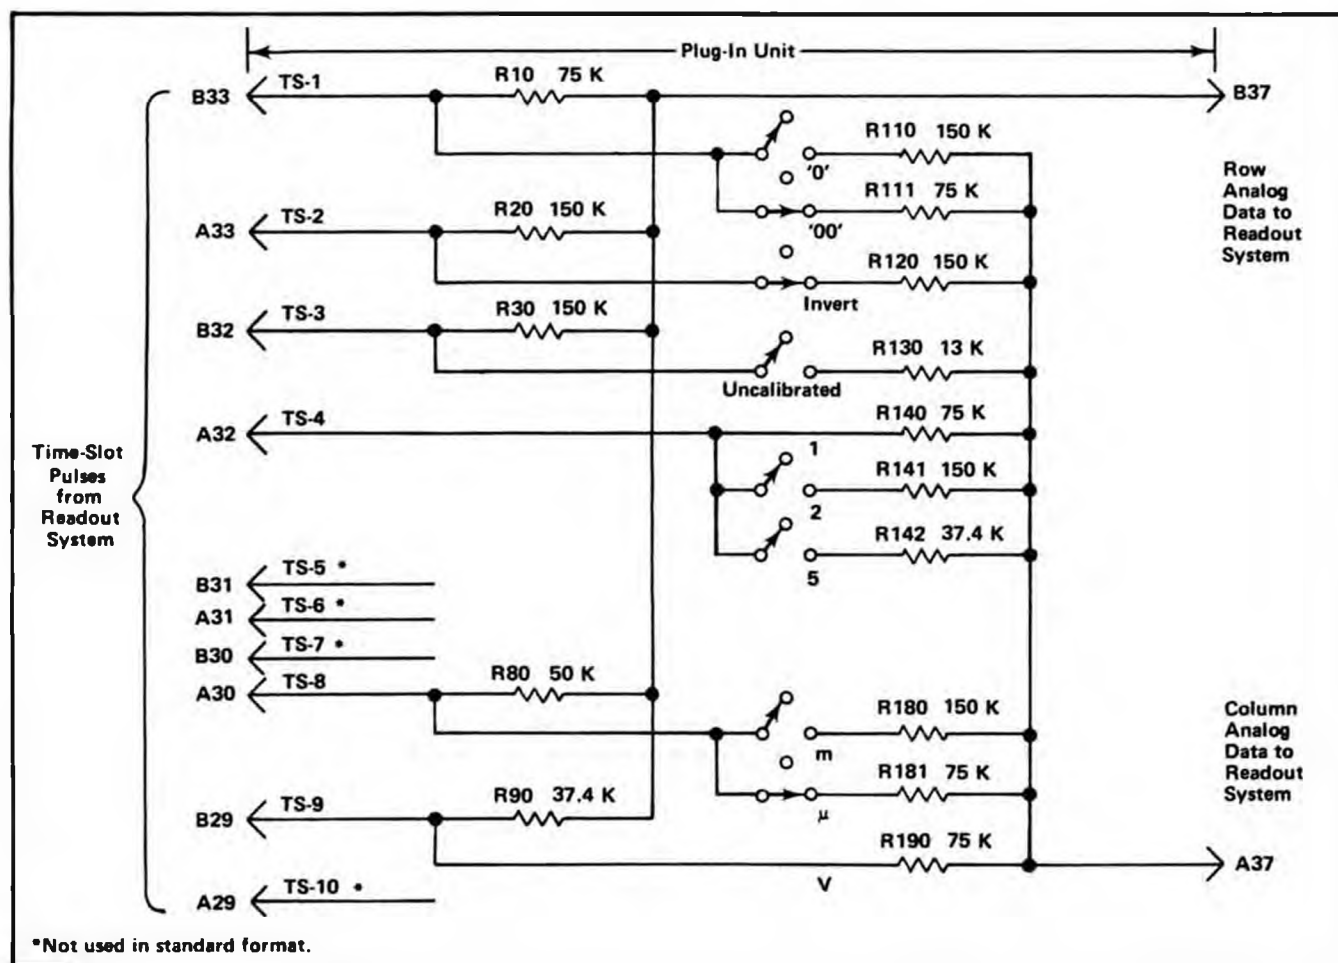 Plug-In Unit
B33 TS-1 R10 75 K B37
R110 150 K
'0'
Row
Analog
Data to
Readout
System
R111 75 K
'00'
A33 TS-2 R20 150 K
R120 150 K
Invert
B32 TS-3 R30 150 K
R130 13 K
Uncalibrated
A32 TS-4 R140 75 K
1
R141 150 K
2
R142 37.4 K
5
Time-Slot
Pulses
from
Readout
System
B31 TS-5 *
A31 TS-6 *
B30 TS-7 *
A30 TS-8 R80 50 K
R180 150 K
m
Column
Analog
Data to
Readout
System
R181 75 K
µ
B29 TS-9 R90 37.4 K
R190 75 K
V
A37
A29 TS-10 *
*Not used in standard format.